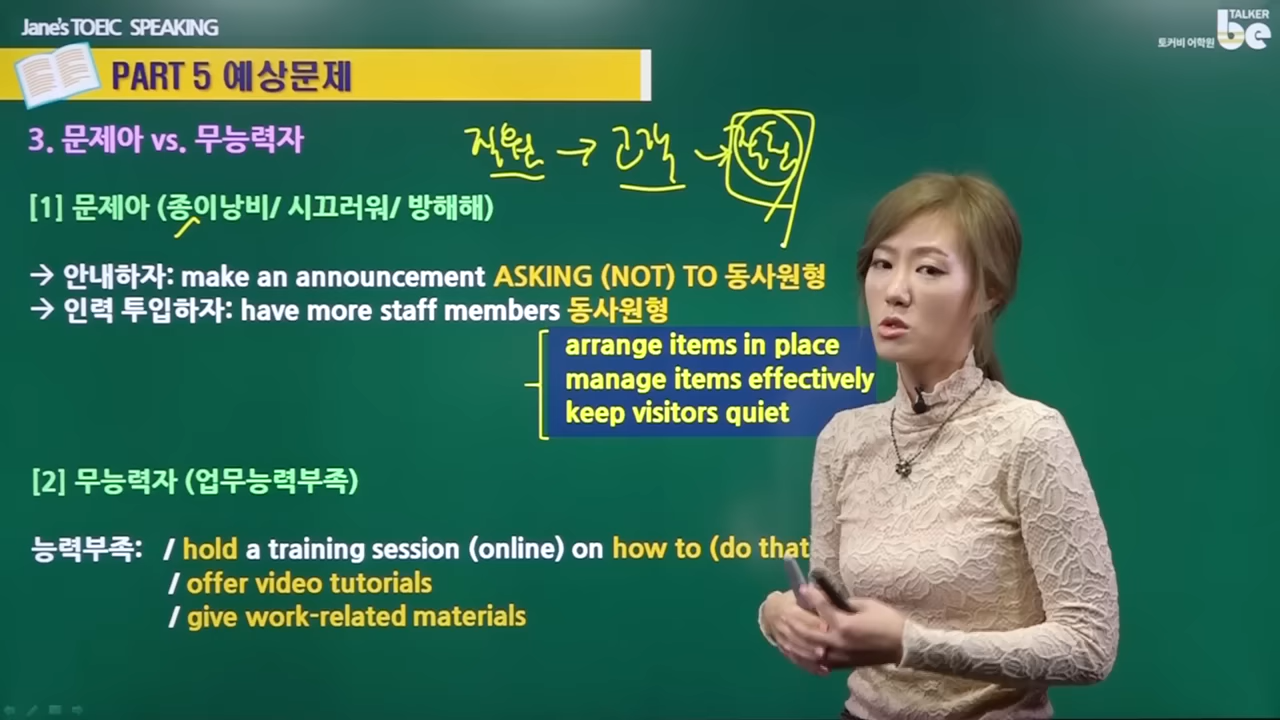 Jane's TOEIC SPEAKING
TALKER
be
토커비 어학원
PART 5 예상문제
3. 문제아 vs. 무능력자
직원 → 고객 →
[1] 문제아 (종이낭비/ 시끄러워/ 방해해)
→ 안내하자: make an announcement ASKING (NOT) TO 동사원형
→ 인력 투입하자: have more staff members 동사원형
arrange items in place
manage items effectively
keep visitors quiet
[2] 무능력자 (업무능력부족)
능력부족: / hold a training session (online) on how to (do that
/ offer video tutorials
/ give work-related materials